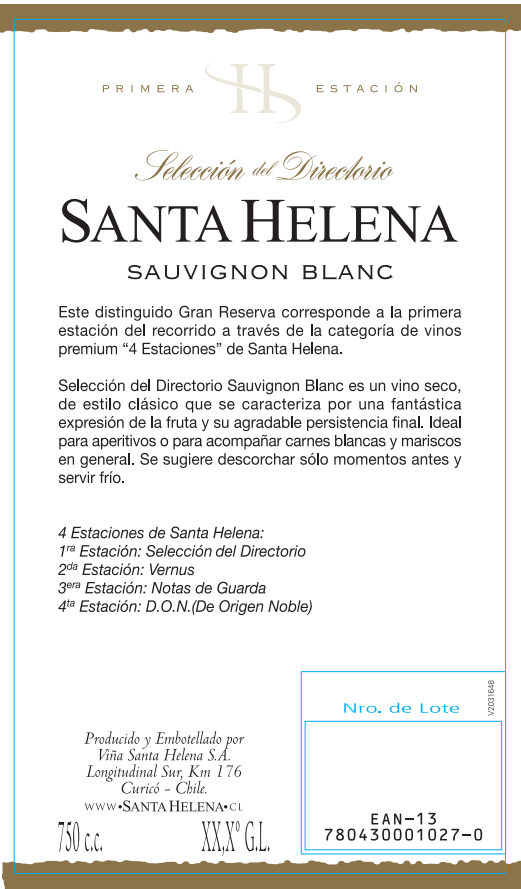 PRIMERA H ESTACIÓN
Selección del Directorio
SANTA HELENA
SAUVIGNON BLANC
Este distinguido Gran Reserva corresponde a la primera
estación del recorrido a través de la categoría de vinos
premium “4 Estaciones” de Santa Helena.
Selección del Directorio Sauvignon Blanc es un vino seco,
de estilo clásico que se caracteriza por una fantástica
expresión de la fruta y su agradable persistencia final. Ideal
para aperitivos o para acompañar carnes blancas y mariscos
en general. Se sugiere descorchar sólo momentos antes y
servir frío.
4 Estaciones de Santa Helena:
1ra Estación: Selección del Directorio
2da Estación: Vernus
3era Estación: Notas de Guarda
4ta Estación: D.O.N.(De Origen Noble)
Producido y Embotellado por
Viña Santa Helena S.A.
Longitudinal Sur, Km 176
Curicó - Chile.
WWW•SANTA HELENA•CL
750 c.c. XX,X° G.L.
Nro. de Lote
V2031648
EAN-13
780430001027-0